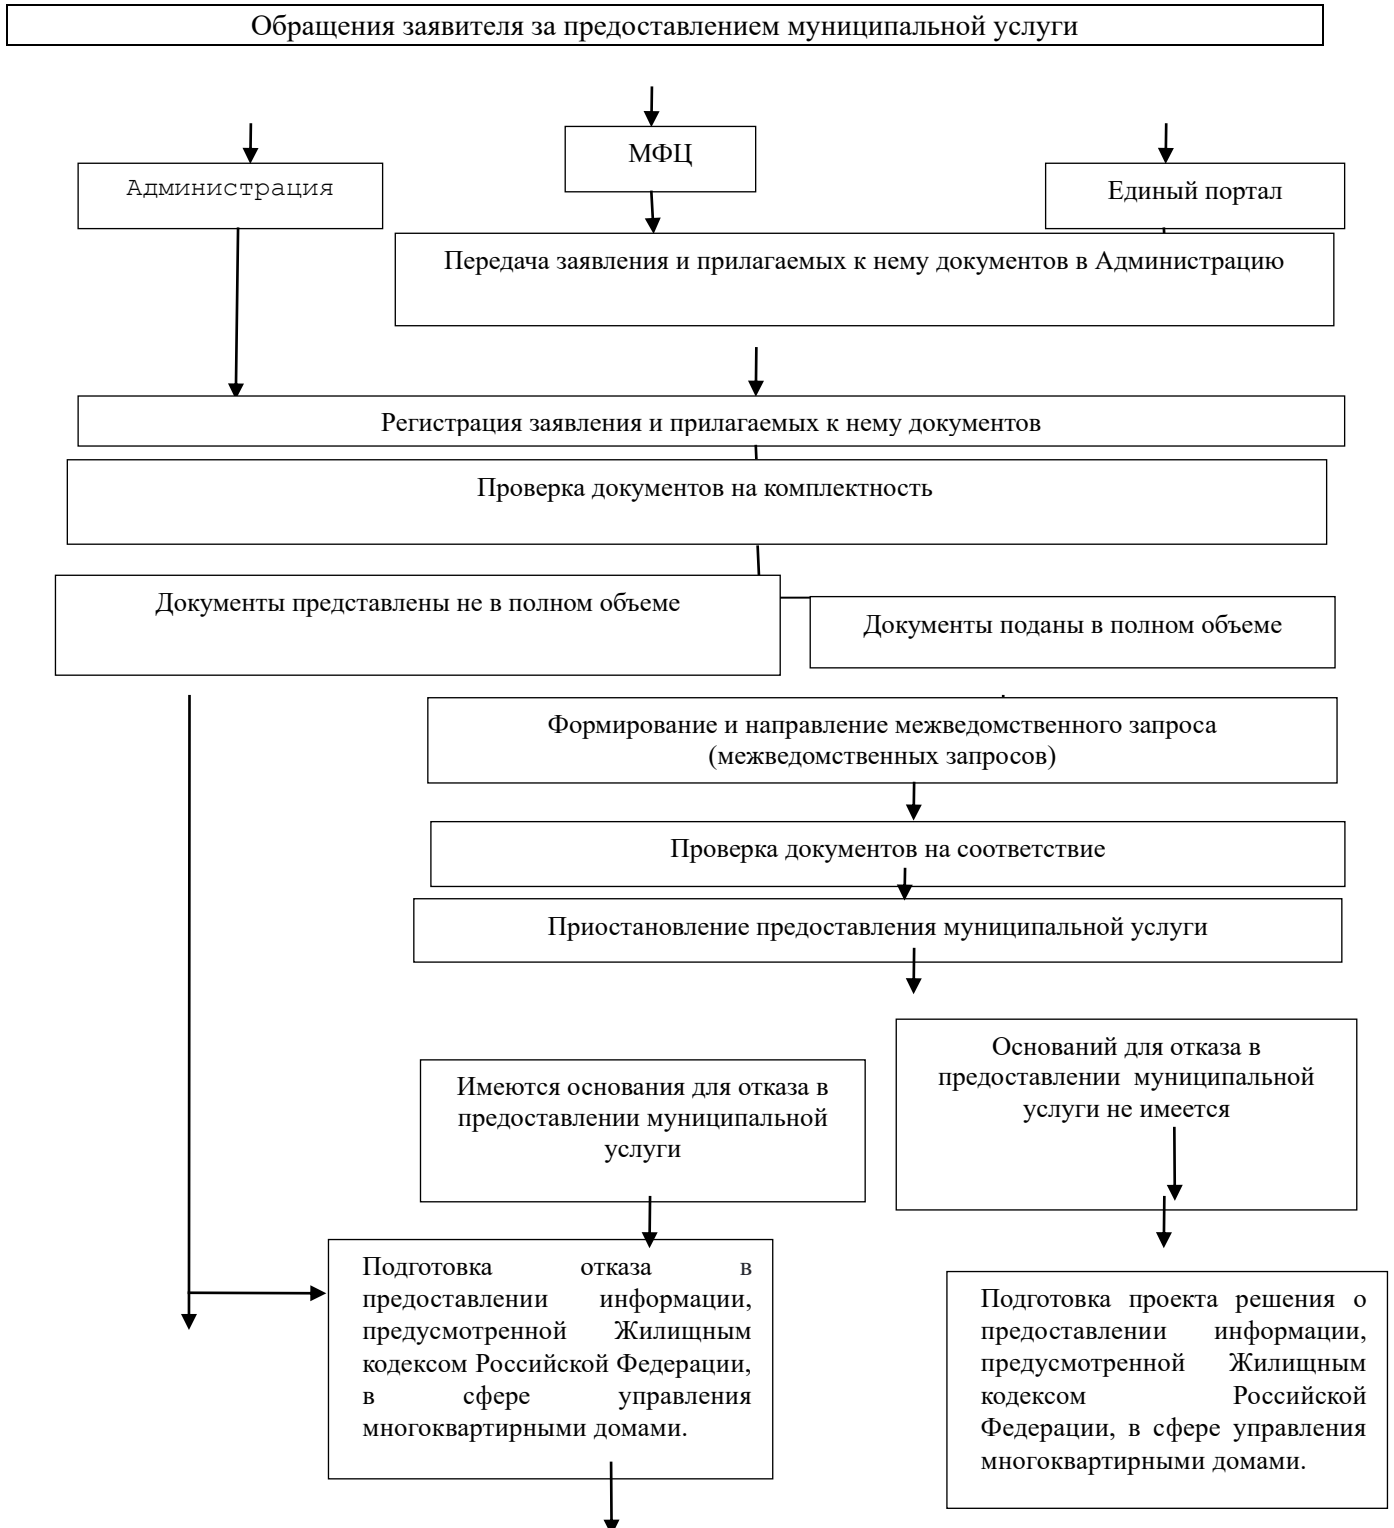 Обращения заявителя за предоставлением муниципальной услуги
МФЦ
Администрация
Единый портал
Передача заявления и прилагаемых к нему документов в Администрацию
Регистрация заявления и прилагаемых к нему документов
Проверка документов на комплектность
Документы представлены не в полном объеме
Документы поданы в полном объеме
Формирование и направление межведомственного запроса
(межведомственных запросов)
Проверка документов на соответствие
Приостановление предоставления муниципальной услуги
Имеются основания для отказа в
предоставлении муниципальной
услуги
Оснований для отказа в
предоставлении муниципальной
услуги не имеется
Подготовка отказа в
предоставлении информации,
предусмотренной Жилищным
кодексом Российской Федерации,
в сфере управления
многоквартирными домами.
Подготовка проекта решения о
предоставлении информации,
предусмотренной Жилищным
кодексом Российской
Федерации, в сфере управления
многоквартирными домами.